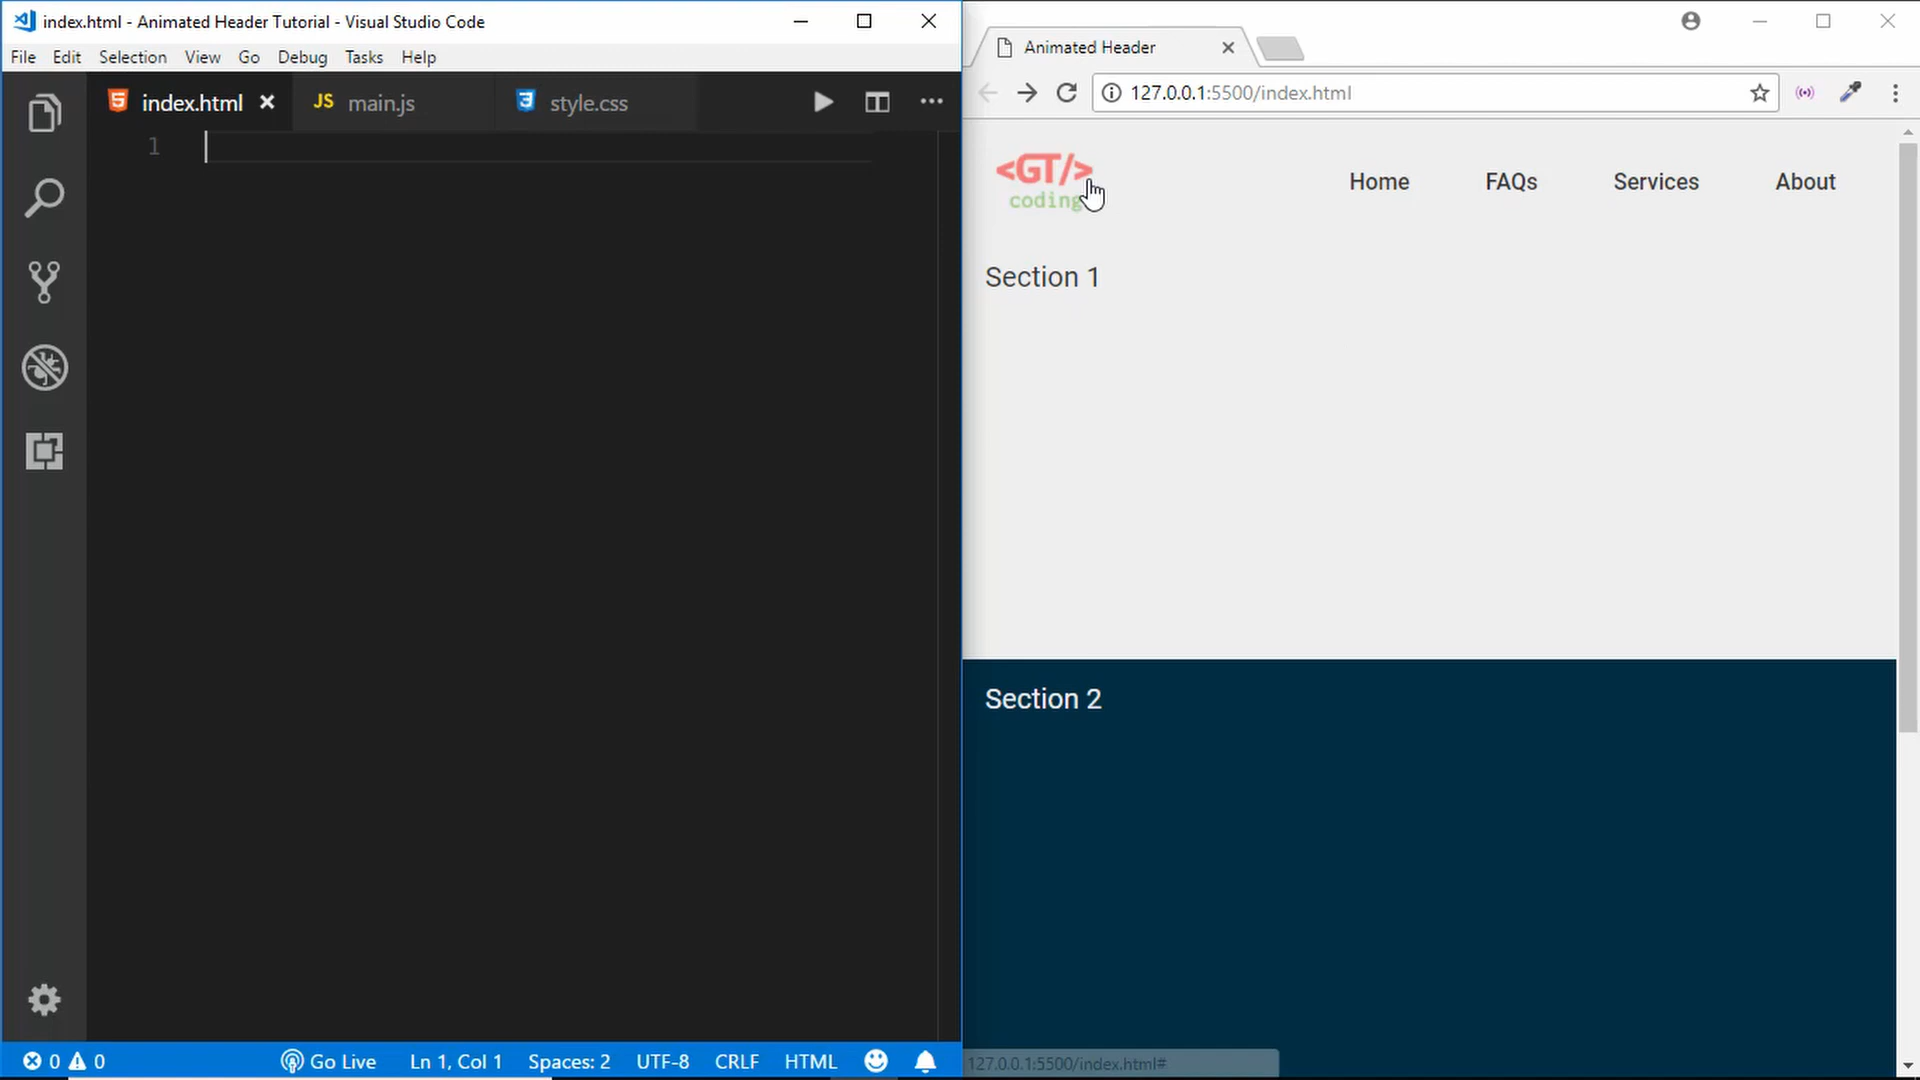 index.html - Animated Header Tutorial - Visual Studio Code
File Edit Selection View Go Debug Tasks Help
index.html
JS main.js
style.css
1
0 0
Go Live
Ln 1, Col 1
Spaces: 2
UTF-8
CRLF
HTML
Animated Header
127.0.0.1:5500/index.html
<GT/>
coding
Home
FAQs
Services
About
Section 1
Section 2
127.0.0.1:5500/index.html#